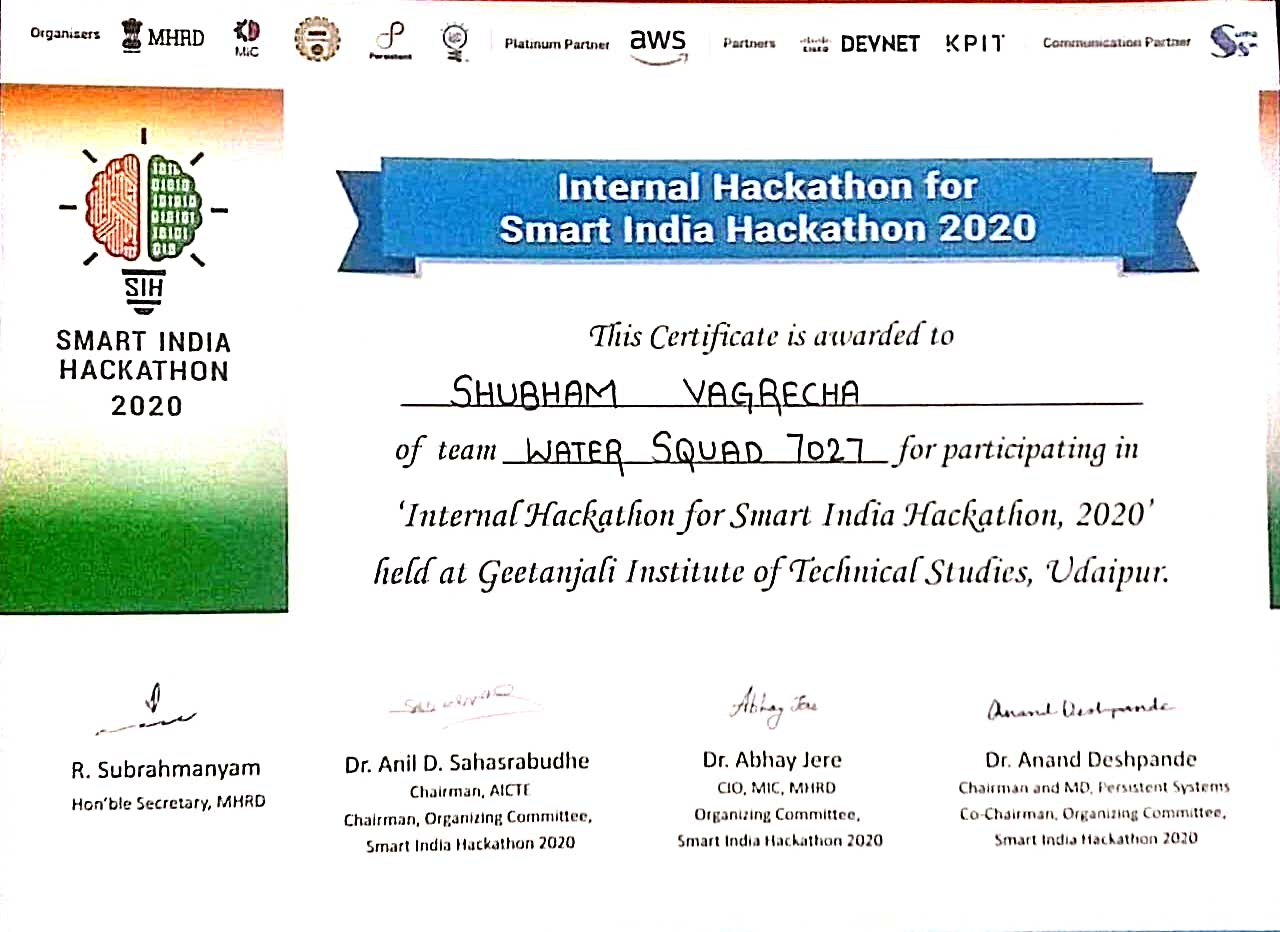 Organisers MHRD MIC Persistent Platinum Partner aws Partners DEVNET KPIT Communication Partner
SIH
SMART INDIA
HACKATHON
2020
Internal Hackathon for
Smart India Hackathon 2020
This Certificate is awarded to
SHUBHAM VAGRECHA
of team WATER SQUAD 7027 for participating in
‘Internal Hackathon for Smart India Hackathon, 2020’
held at Geetanjali Institute of Technical Studies, Udaipur.
Abhay Jere
Anand Deshpande
R. Subrahmanyam
Hon'ble Secretary, MHRD
Dr. Anil D. Sahasrabudhe
Chairman, AICTE
Chairman, Organizing Committee,
Smart India Hackathon 2020
Dr. Abhay Jere
CIO, MIC, MHRD
Organizing Committee,
Smart India Hackathon 2020
Dr. Anand Deshpande
Chairman and MD, Persistent Systems
Co-Chairman, Organizing Committee,
Smart India Hackathon 2020